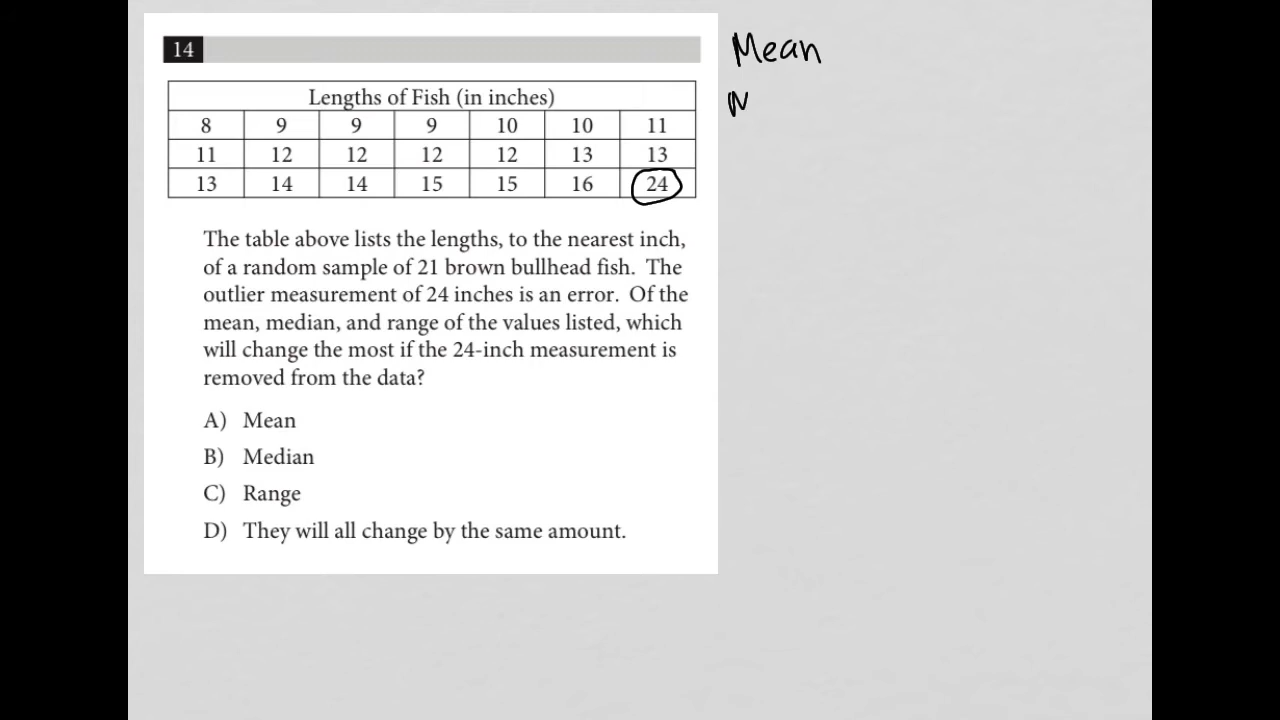 14
Lengths of Fish (in inches)
8 9 9 9 10 10 11
11 12 12 12 12 13 13
13 14 14 15 15 16 24
The table above lists the lengths, to the nearest inch,
of a random sample of 21 brown bullhead fish. The
outlier measurement of 24 inches is an error. Of the
mean, median, and range of the values listed, which
will change the most if the 24-inch measurement is
removed from the data?
A) Mean
B) Median
C) Range
D) They will all change by the same amount.
Mean